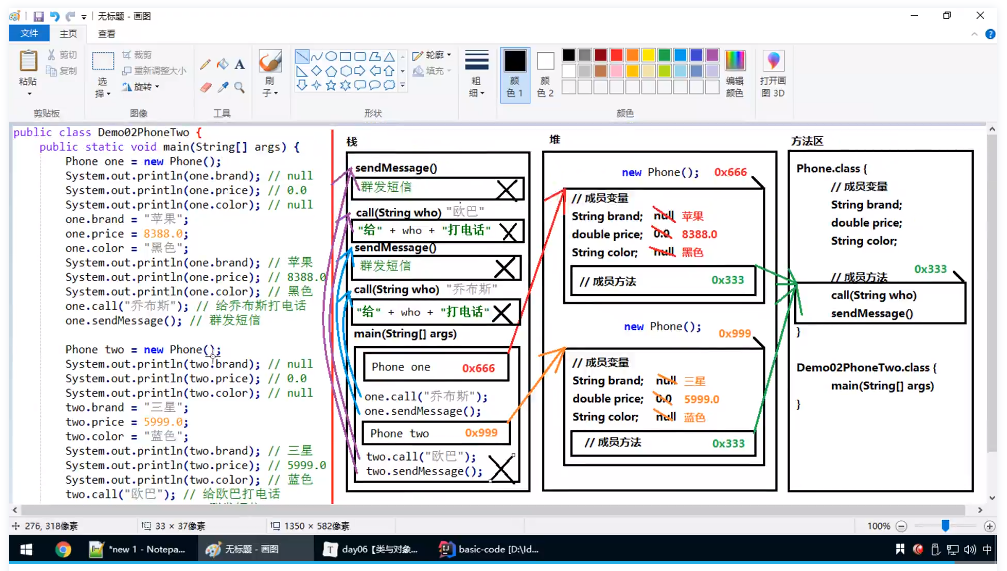 无标题 - 画图
文件 主页 查看
粘贴
剪切
复制
剪贴板
选择
裁剪
重新调整大小
旋转
图像
A
工具
刷子
形状
轮廓
填充
粗细
颜色 1
颜色 2
颜色
编辑颜色
打开画图 3D
public class Demo02PhoneTwo {
public static void main(String[] args) {
Phone one = new Phone();
System.out.println(one.brand); // null
System.out.println(one.price); // 0.0
System.out.println(one.color); // null
one.brand = "苹果";
one.price = 8388.0;
one.color = "黑色";
System.out.println(one.brand); // 苹果
System.out.println(one.price); // 8388.0
System.out.println(one.color); // 黑色
one.call("乔布斯"); // 给乔布斯打电话
one.sendMessage(); // 群发短信
Phone two = new Phone();
System.out.println(two.brand); // null
System.out.println(two.price); // 0.0
System.out.println(two.color); // null
two.brand = "三星";
two.price = 5999.0;
two.color = "蓝色";
System.out.println(two.brand); // 三星
System.out.println(two.price); // 5999.0
System.out.println(two.color); // 蓝色
two.call("欧巴"); // 给欧巴打电话
栈
sendMessage()
群发短信
call(String who) "欧巴"
"给" + who + "打电话"
sendMessage()
群发短信
call(String who) "乔布斯"
"给" + who + "打电话"
main(String[] args)
Phone one 0x666
one.call("乔布斯");
one.sendMessage();
Phone two 0x999
two.call("欧巴");
two.sendMessage();
堆
new Phone(); 0x666
// 成员变量
String brand; null 苹果
double price; 0.0 8388.0
String color; null 黑色
// 成员方法 0x333
new Phone(); 0x999
// 成员变量
String brand; null 三星
double price; 0.0 5999.0
String color; null 蓝色
// 成员方法 0x333
方法区
Phone.class {
// 成员变量
String brand;
double price;
String color;
// 成员方法 0x333
call(String who)
sendMessage()
}
Demo02PhoneTwo.class {
main(String[] args)
}
276, 318像素 33 × 37像素 1350 × 582像素 100%
*new 1 - Notepa... 无标题 - 画图 day06【类与对象... basic-code [D:\Id... 中